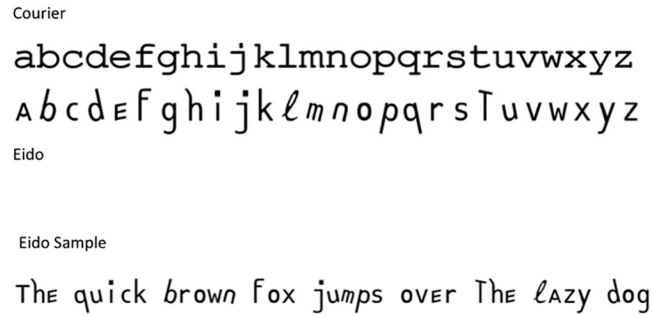 Courier
abcdefghijklmnopqrstuvwxyz
AbcdEfghijklmnopqrsTuvwxyz
Eido
Eido Sample
ThE quick brown fox jumps ovEr ThE lAzy dog